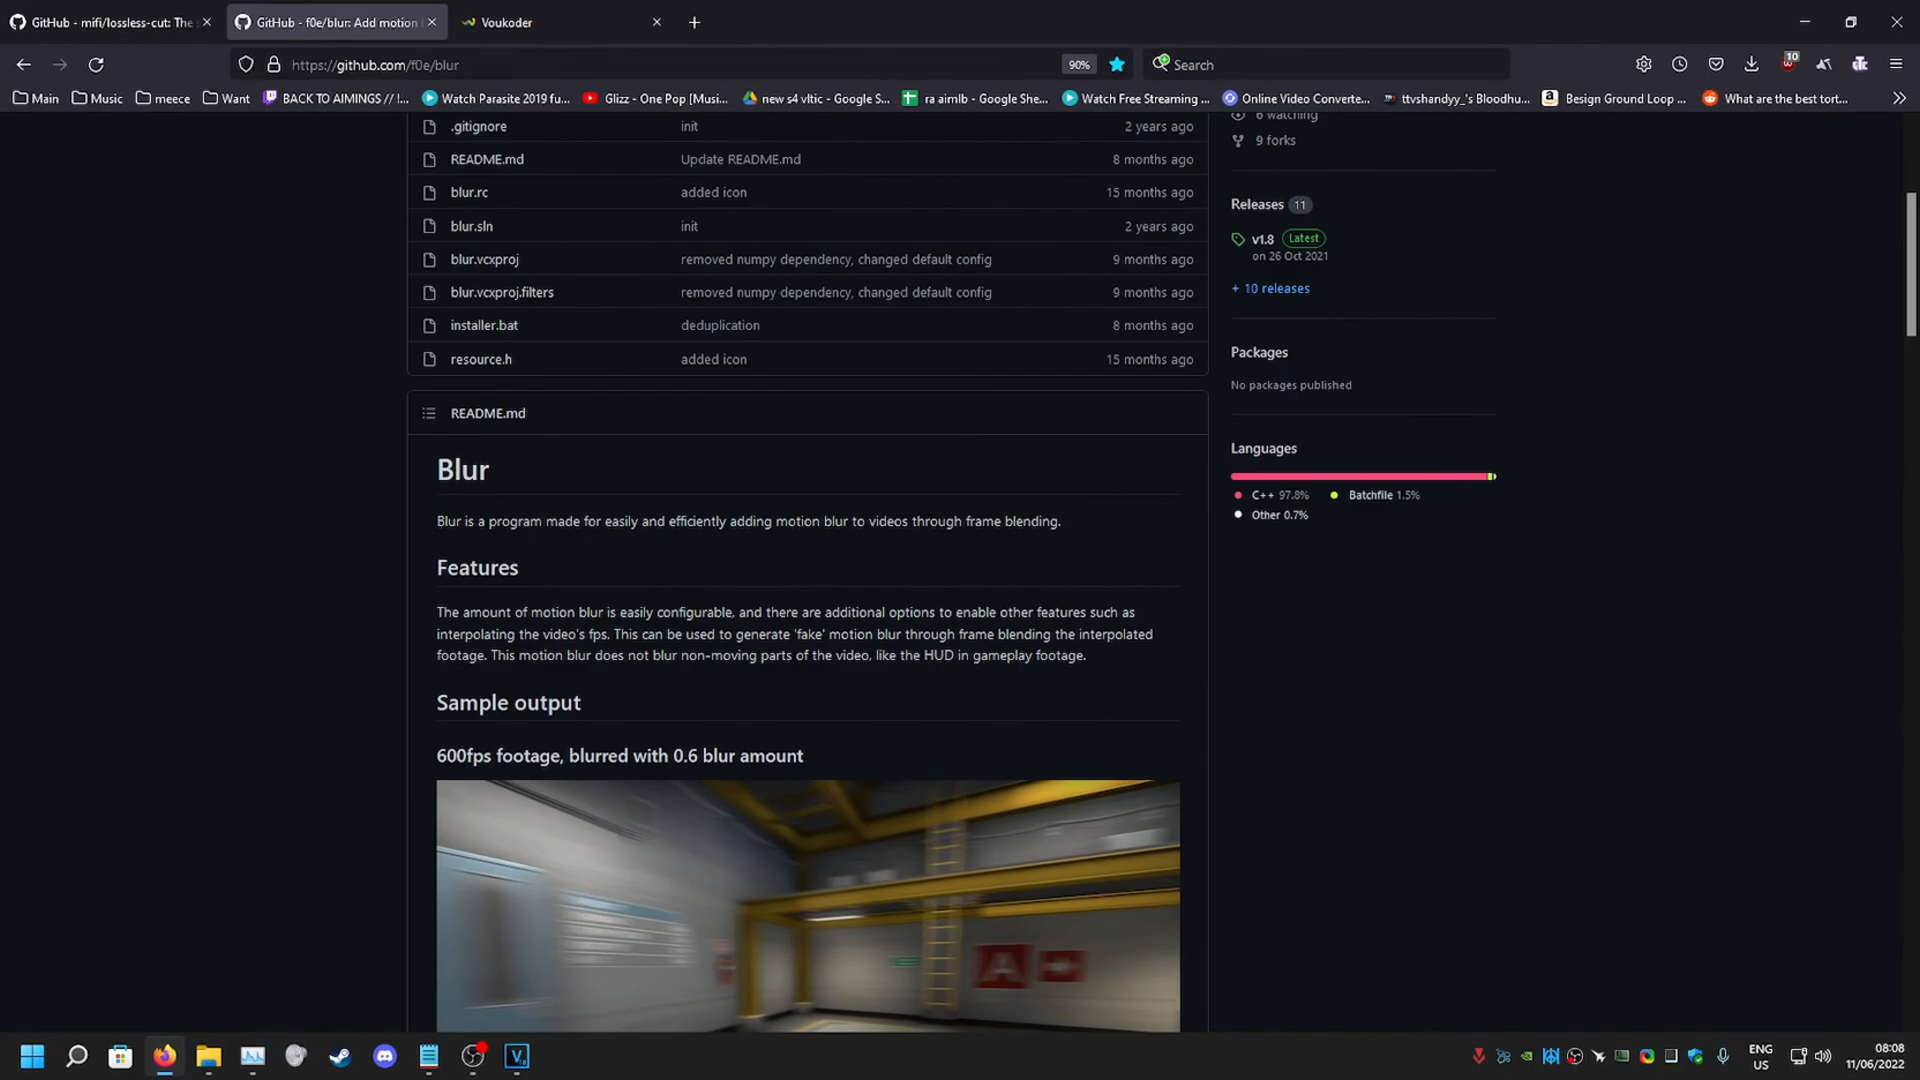 GitHub - mifi/lossless-cut: The s
GitHub - f0e/blur: Add motion
Voukoder
https://github.com/f0e/blur
90%
Search
10
Main
Music
meece
Want
BACK TO AIMINGS // !...
Watch Parasite 2019 fu...
Glizz - One Pop [Musi...
new s4 vltic - Google S...
ra aimlb - Google She...
Watch Free Streaming ...
Online Video Converte...
ttvshandyy_'s Bloodhu...
Besign Ground Loop ...
What are the best tort...
.gitignore init 2 years ago
README.md Update README.md 8 months ago
blur.rc added icon 15 months ago
blur.sln init 2 years ago
blur.vcxproj removed numpy dependency, changed default config 9 months ago
blur.vcxproj.filters removed numpy dependency, changed default config 9 months ago
installer.bat deduplication 8 months ago
resource.h added icon 15 months ago
README.md
Blur
Blur is a program made for easily and efficiently adding motion blur to videos through frame blending.
Features
The amount of motion blur is easily configurable, and there are additional options to enable other features such as
interpolating the video's fps. This can be used to generate 'fake' motion blur through frame blending the interpolated
footage. This motion blur does not blur non-moving parts of the video, like the HUD in gameplay footage.
Sample output
600fps footage, blurred with 0.6 blur amount
A
6 watching
9 forks
Releases 11
v1.8 Latest
on 26 Oct 2021
+ 10 releases
Packages
No packages published
Languages
C++ 97.8% Batchfile 1.5%
Other 0.7%
ENG
US
08:08
11/06/2022